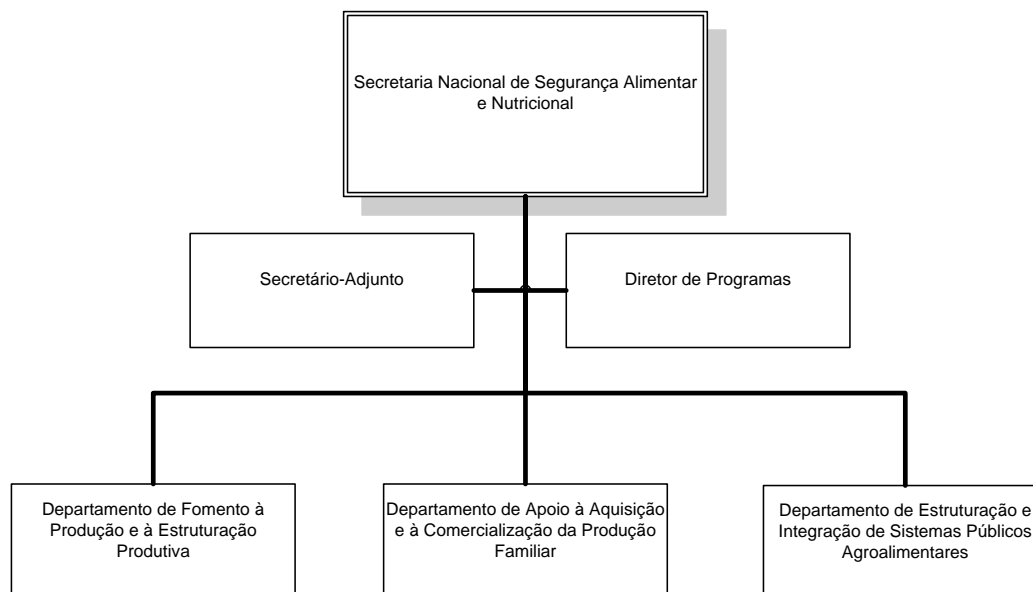 Secretaria Nacional de Segurança Alimentar
e Nutricional
Secretário-Adjunto
Diretor de Programas
Departamento de Fomento à
Produção e à Estruturação
Produtiva
Departamento de Apoio à Aquisição
e à Comercialização da Produção
Familiar
Departamento de Estruturação e
Integração de Sistemas Públicos
Agroalimentares